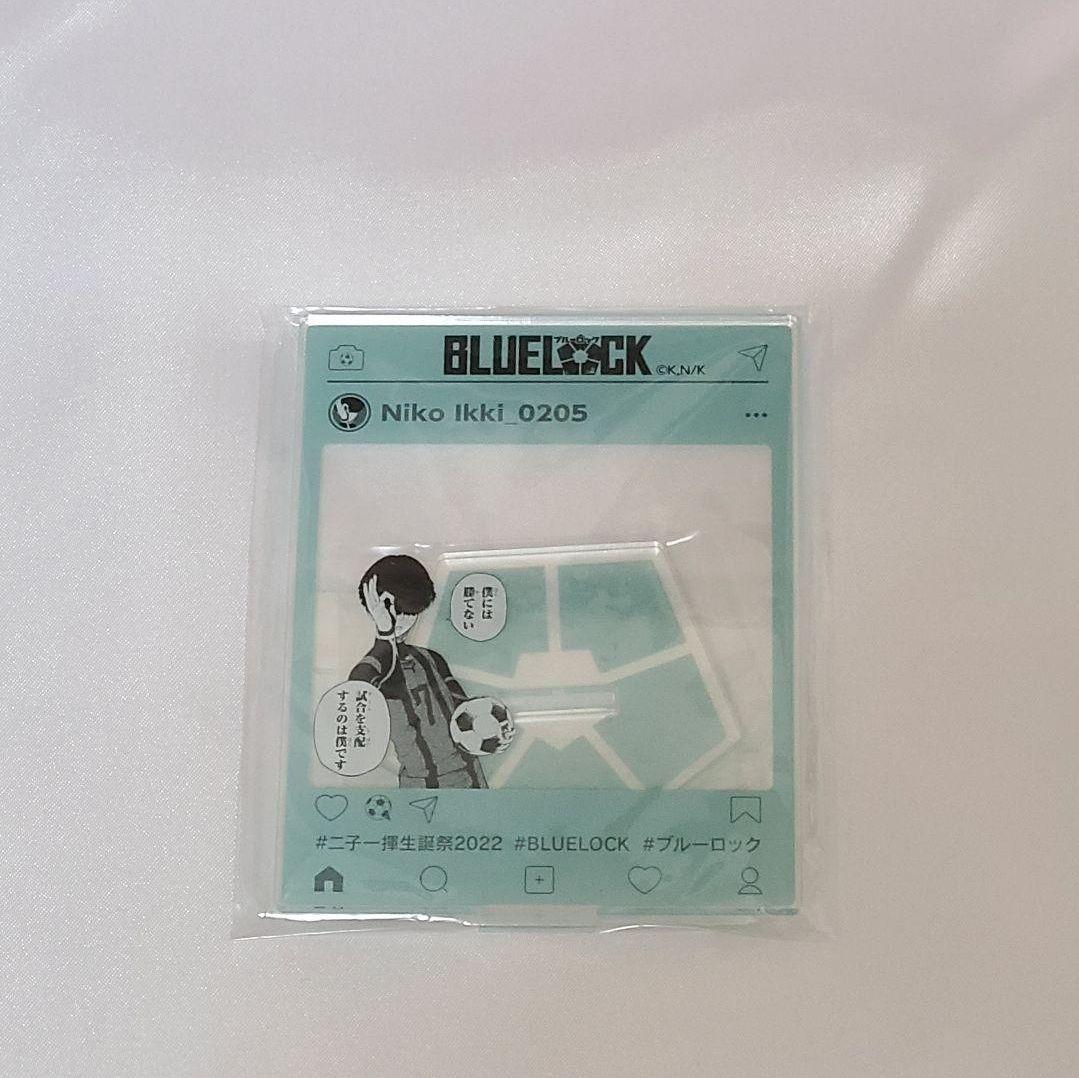 ブルーロック
BLUELOCK
©K,N/K
Niko Ikki_0205
僕には
勝てない
7
試合を支配
するのは僕です
#二子一揮生誕祭2022 #BLUELOCK #ブルーロック